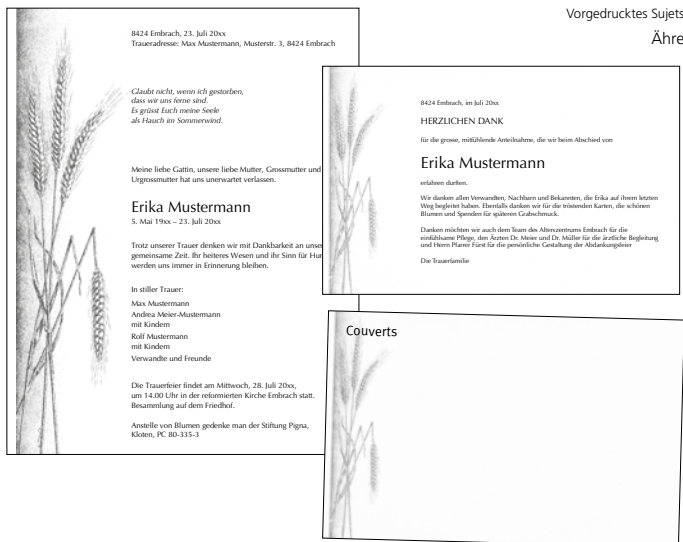 Vorgedrucktes Sujets
Ähre
8424 Embrach, 23. Juli 20xx
Traueradresse: Max Mustermann, Musterstr. 3, 8424 Embrach
Glaubt nicht, wenn ich gestorben,
dass wir uns ferne sind.
Es grüsst Euch meine Seele
als Hauch im Sommerwind.
Meine liebe Gattin, unsere liebe Mutter, Grossmutter und
Urgrossmutter hat uns unerwartet verlassen.
Erika Mustermann
5. Mai 19xx – 23. Juli 20xx
Trotz unserer Trauer denken wir mit Dankbarkeit an
gemeinsame Zeit. Ihr heiteres Wesen und ihr Sinn für
werden uns immer in Erinnerung bleiben.
In stiller Trauer:
Max Mustermann
Andrea Meier-Mustermann
mit Kindern
Rolf Mustermann
mit Kindern
Verwandte und Freunde
Die Trauerfeier findet am Mittwoch, 28. Juli 20xx,
um 14.00 Uhr in der reformierten Kirche Embrach statt.
Besammlung auf dem Friedhof.
Anstelle von Blumen gedenke man der Stiftung Pigna,
Kloten, PC 80-335-3
8424 Embrach, im Juli 20xx
HERZLICHEN DANK
für die grosse, mitfühlende Anteilnahme, die wir beim Abschied von
Erika Mustermann
erfahren durften.
Wir danken allen Verwandten, Nachbarn und Bekannten, die Erika auf ihrem letzten
Weg begleitet haben. Ebenfalls danken wir für die tröstenden Karten, die schönen
Blumen und Spenden für späteren Grabschmuck.
Danken möchten wir auch dem Team des Alterszentrums Embrach für die
einfühlsame Pflege, den Ärzten Dr. Meier und Dr. Müller für die ärztliche Begleitung
und Herrn Pfarrer Fürst für die persönliche Gestaltung der Abdankungsfeier
Die Trauerfamilie
Couverts